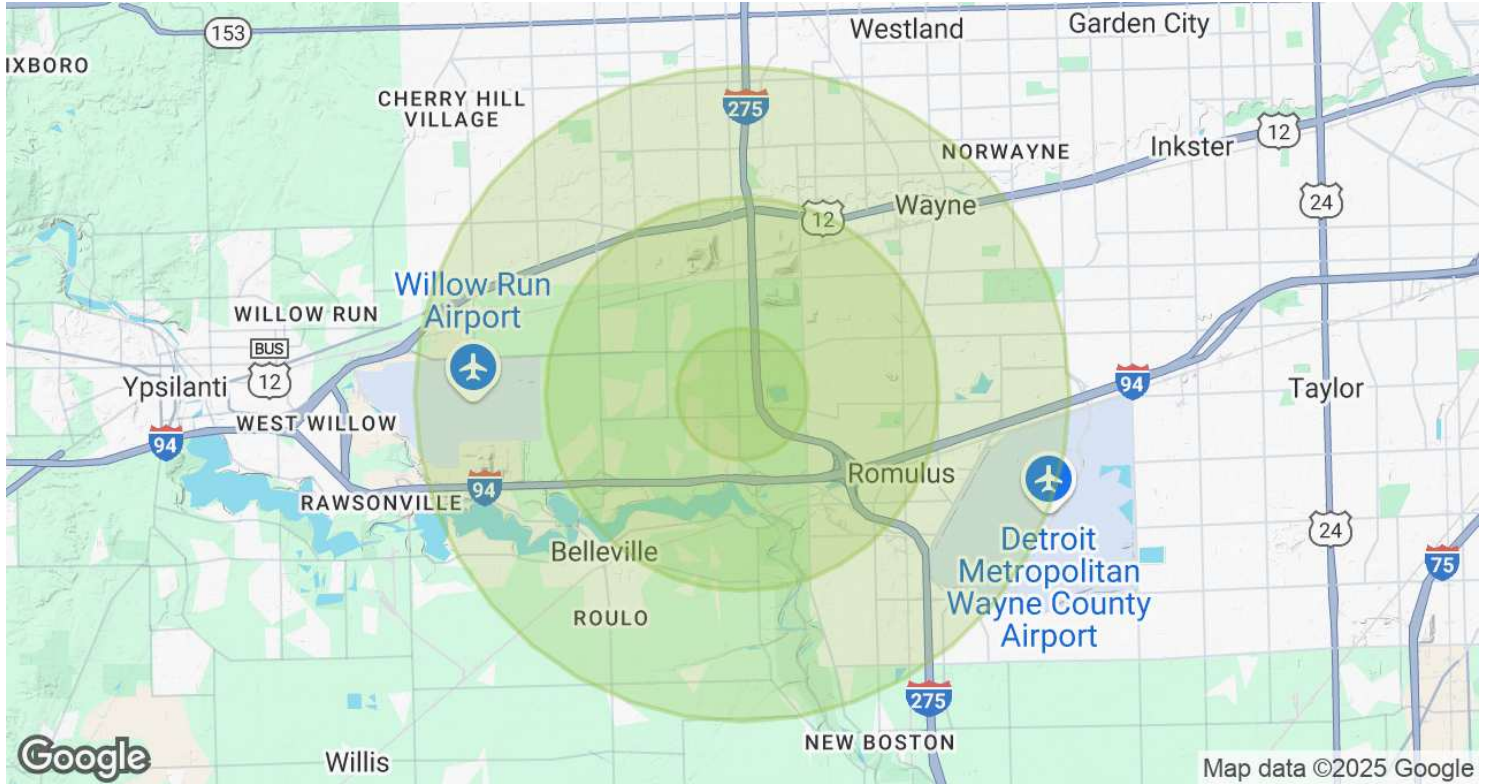 Westland
Garden City
153
IXBORO
CHERRY HILL
VILLAGE
275
12
Inkster
NORWAYNE
Wayne
12
24
Willow Run
Airport
WILLOW RUN
BUS
12
Ypsilanti
94
Taylor
WEST WILLOW
94
Romulus
94
RAWSONVILLE
24
Belleville
Detroit
Metropolitan
Wayne County
Airport
75
ROULO
275
NEW BOSTON
Google
Willis
Map data ©2025 Google